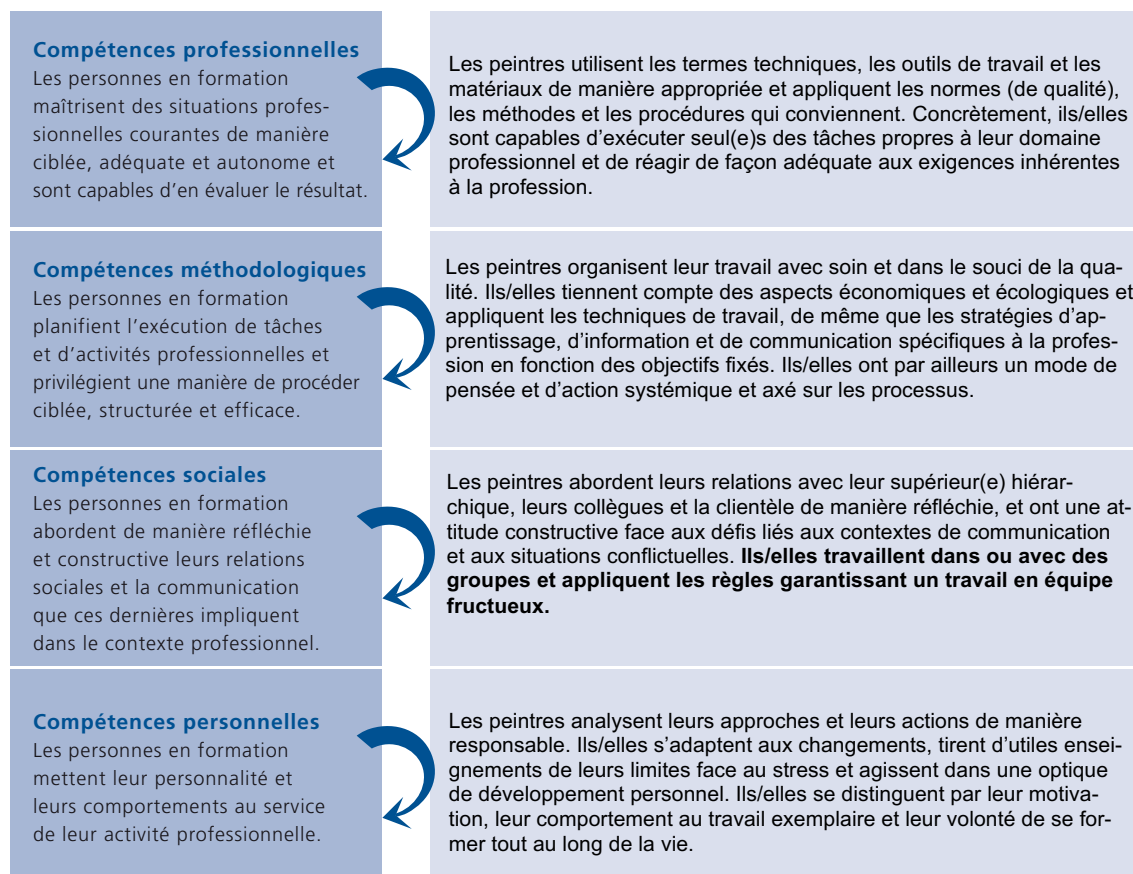 Compétences professionnelles
Les personnes en formation
maîtrisent des situations profes-
sionnelles courantes de manière
ciblée, adéquate et autonome et
sont capables d’en évaluer le résultat.
Les peintres utilisent les termes techniques, les outils de travail et les
matériaux de manière appropriée et appliquent les normes (de qualité),
les méthodes et les procédures qui conviennent. Concrètement, ils/elles
sont capables d’exécuter seul(e)s des tâches propres à leur domaine
professionnel et de réagir de façon adéquate aux exigences inhérentes
à la profession.
Compétences méthodologiques
Les personnes en formation
planifient l’exécution de tâches
et d’activités professionnelles et
privilégient une manière de procéder
ciblée, structurée et efficace.
Les peintres organisent leur travail avec soin et dans le souci de la qua-
lité. Ils/elles tiennent compte des aspects économiques et écologiques et
appliquent les techniques de travail, de même que les stratégies d’ap-
prentissage, d’information et de communication spécifiques à la profes-
sion en fonction des objectifs fixés. Ils/elles ont par ailleurs un mode de
pensée et d’action systémique et axé sur les processus.
Compétences sociales
Les personnes en formation
abordent de manière réfléchie
et constructive leurs relations
sociales et la communication
que ces dernières impliquent
dans le contexte professionnel.
Les peintres abordent leurs relations avec leur supérieur(e) hiérar-
chique, leurs collègues et la clientèle de manière réfléchie, et ont une at-
titude constructive face aux défis liés aux contextes de communication
et aux situations conflictuelles. Ils/elles travaillent dans ou avec des
groupes et appliquent les règles garantissant un travail en équipe
fructueux.
Compétences personnelles
Les personnes en formation
mettent leur personnalité et
leurs comportements au service
de leur activité professionnelle.
Les peintres analysent leurs approches et leurs actions de manière
responsable. Ils/elles s’adaptent aux changements, tirent d’utiles ensei-
gnements de leurs limites face au stress et agissent dans une optique
de développement personnel. Ils/elles se distinguent par leur motiva-
tion, leur comportement au travail exemplaire et leur volonté de se for-
mer tout au long de la vie.